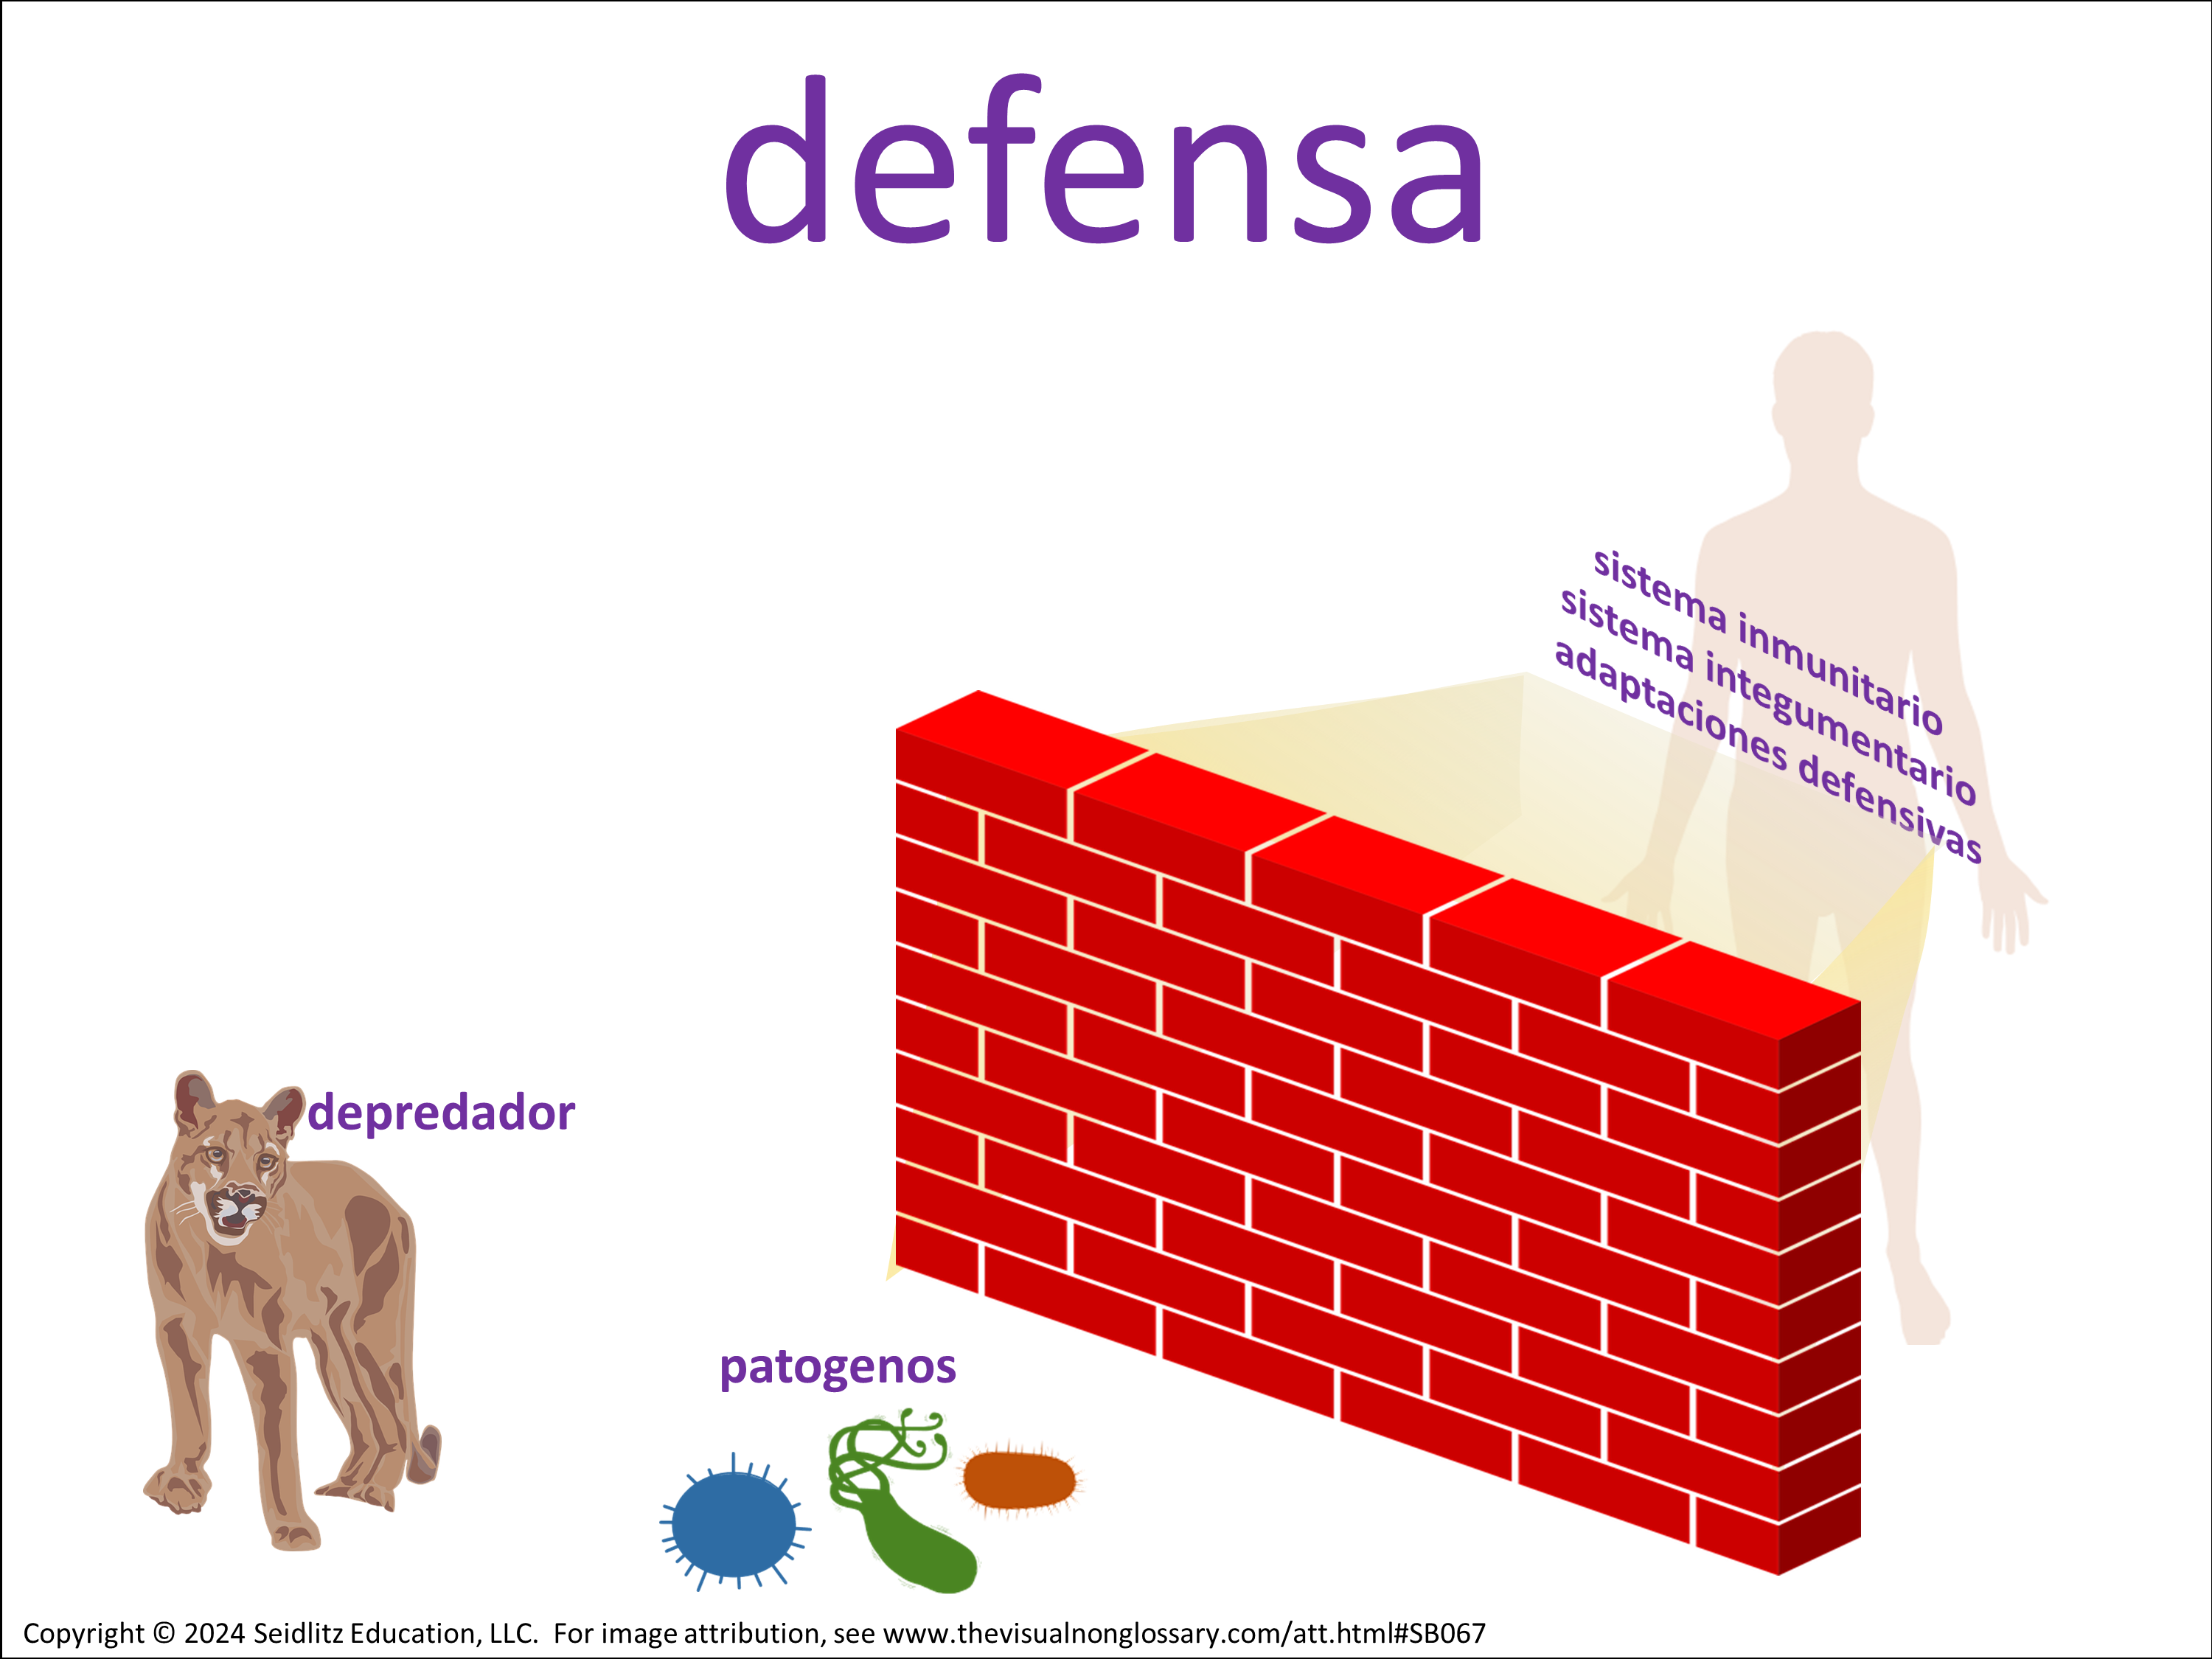 defensa
sistema inmunitario
sistema integumentario
adaptaciones defensivas
depredador
patogenos
Copyright © 2024 Seidlitz Education, LLC.  For image attribution, see www.thevisualnonglossary.com/att.html#SB067